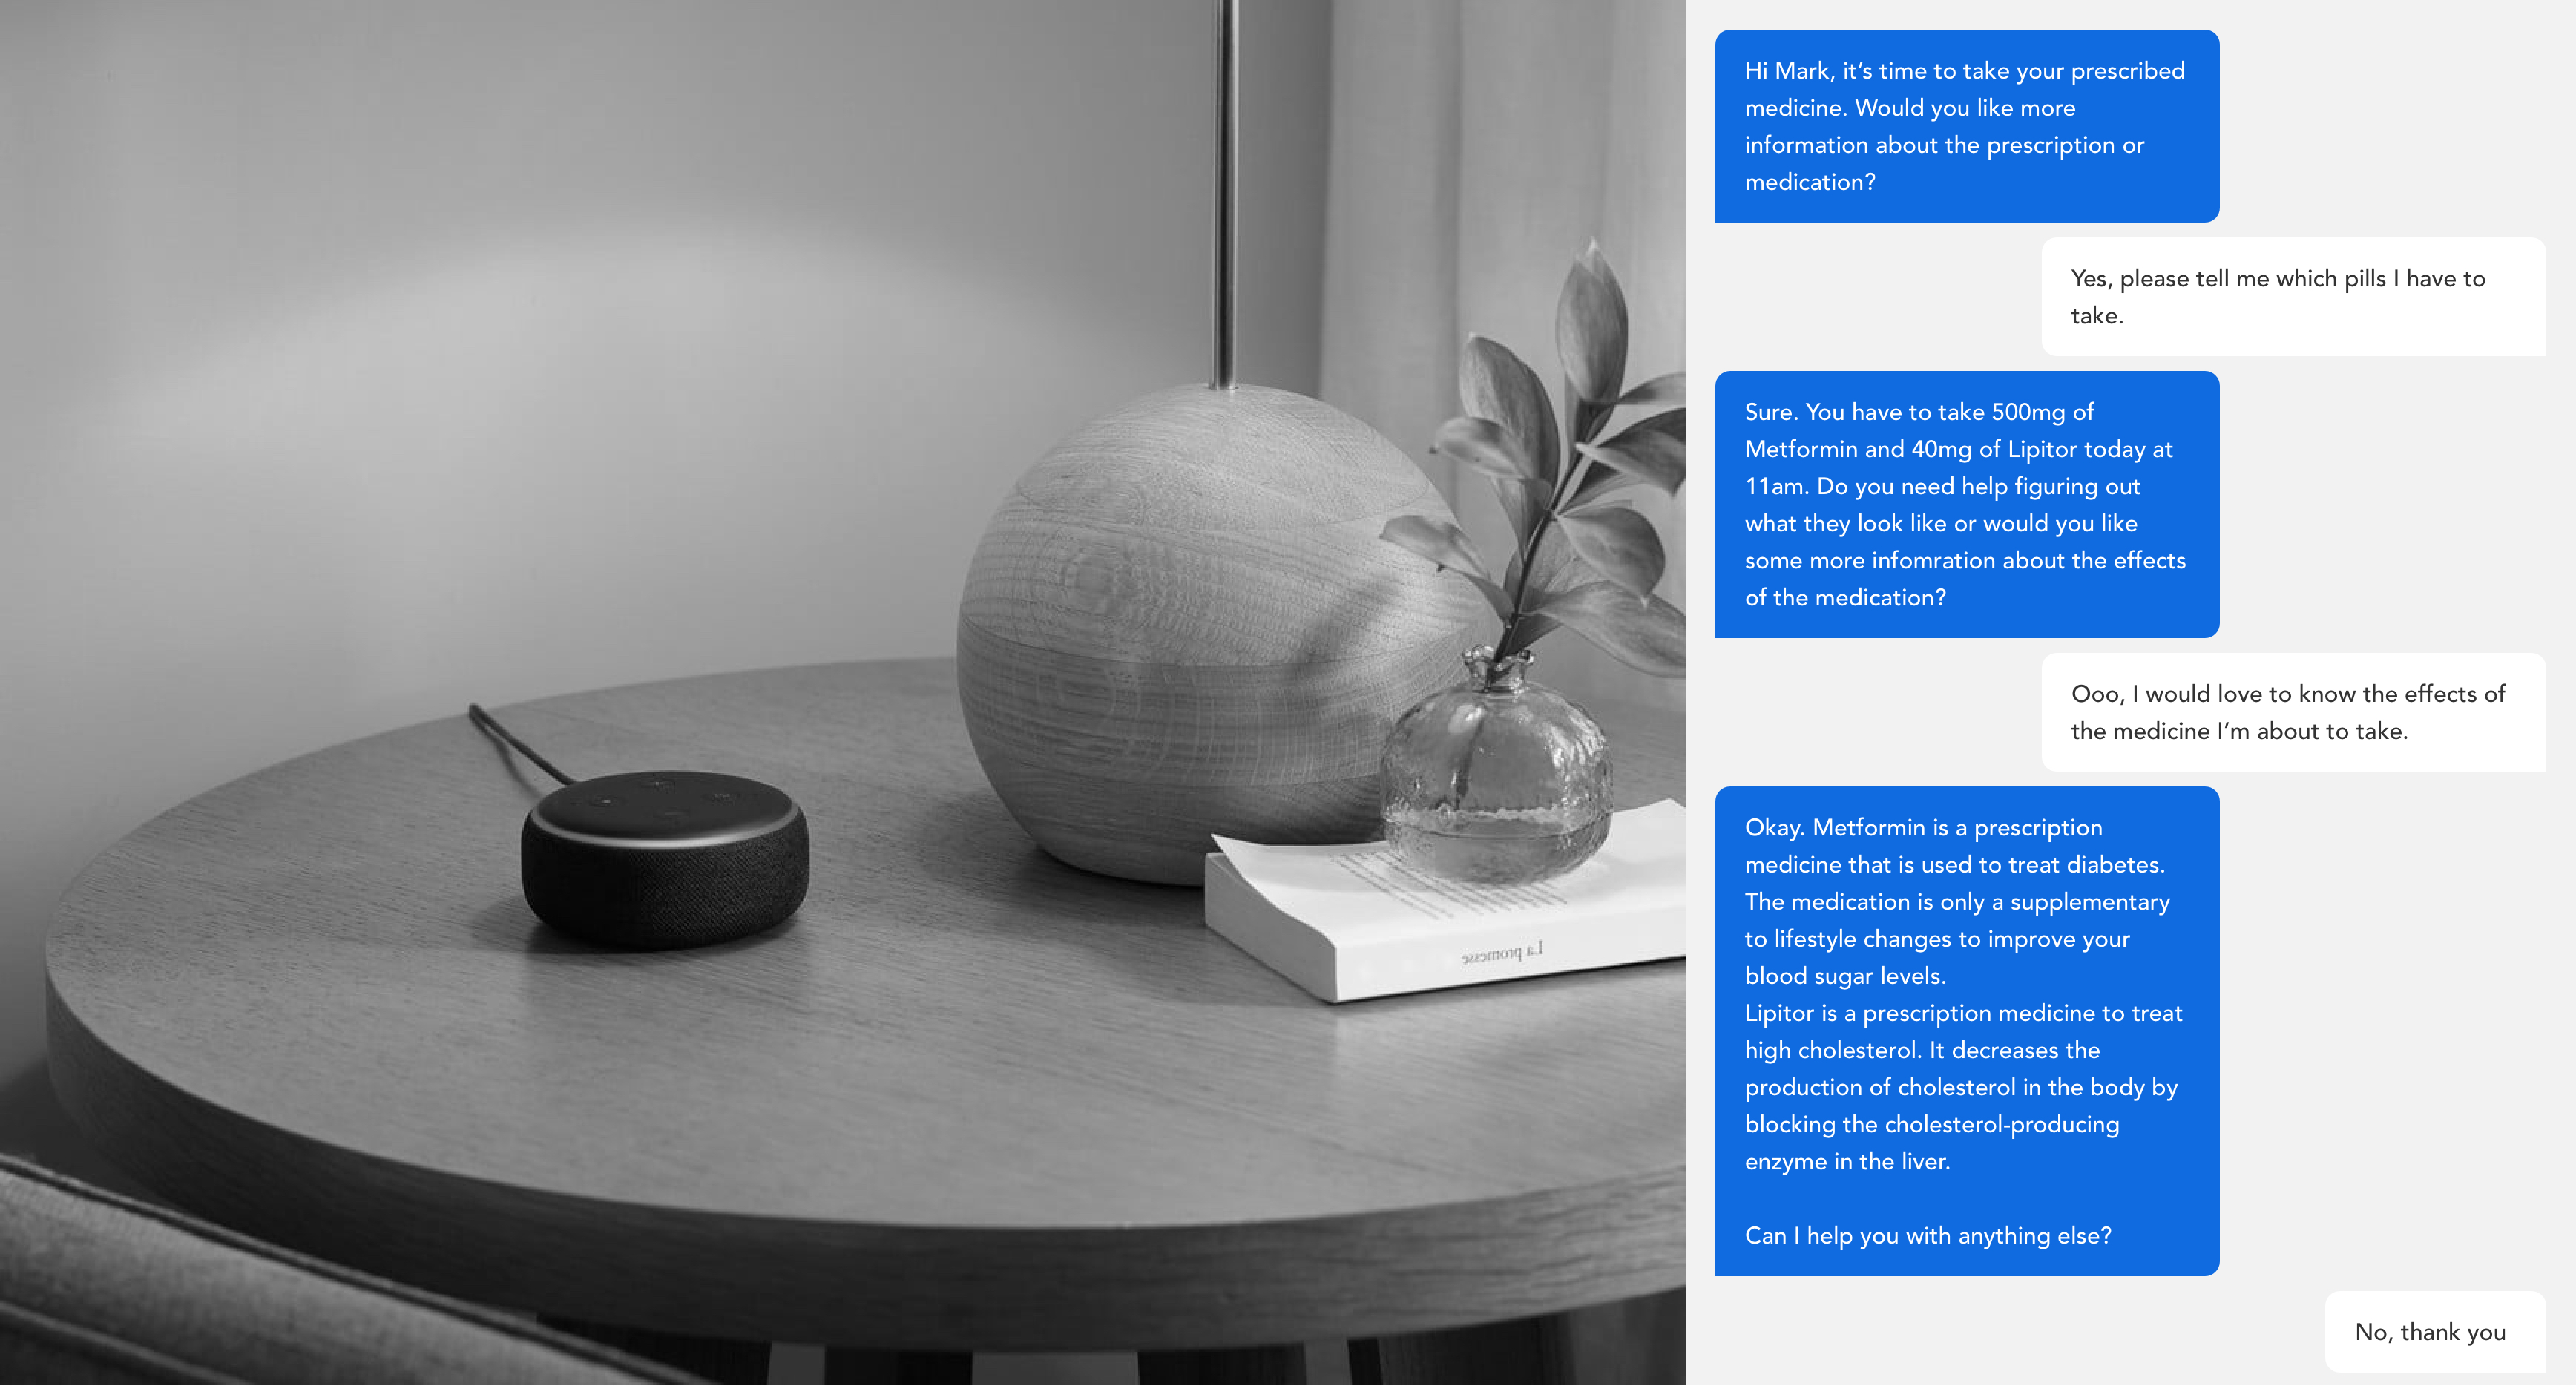 Hi Mark, it’s time to take your prescribed
medicine. Would you like more
information about the prescription or
medication?
Yes, please tell me which pills I have to
take.
Sure. You have to take 500mg of
Metformin and 40mg of Lipitor today at
11am. Do you need help figuring out
what they look like or would you like
some more infomration about the effects
of the medication?
Ooo, I would love to know the effects of
the medicine I’m about to take.
Okay. Metformin is a prescription
medicine that is used to treat diabetes.
The medication is only a supplementary
to lifestyle changes to improve your
blood sugar levels.
Lipitor is a prescription medicine to treat
high cholesterol. It decreases the
production of cholesterol in the body by
blocking the cholesterol-producing
enzyme in the liver.
Can I help you with anything else?
No, thank you
La promesse